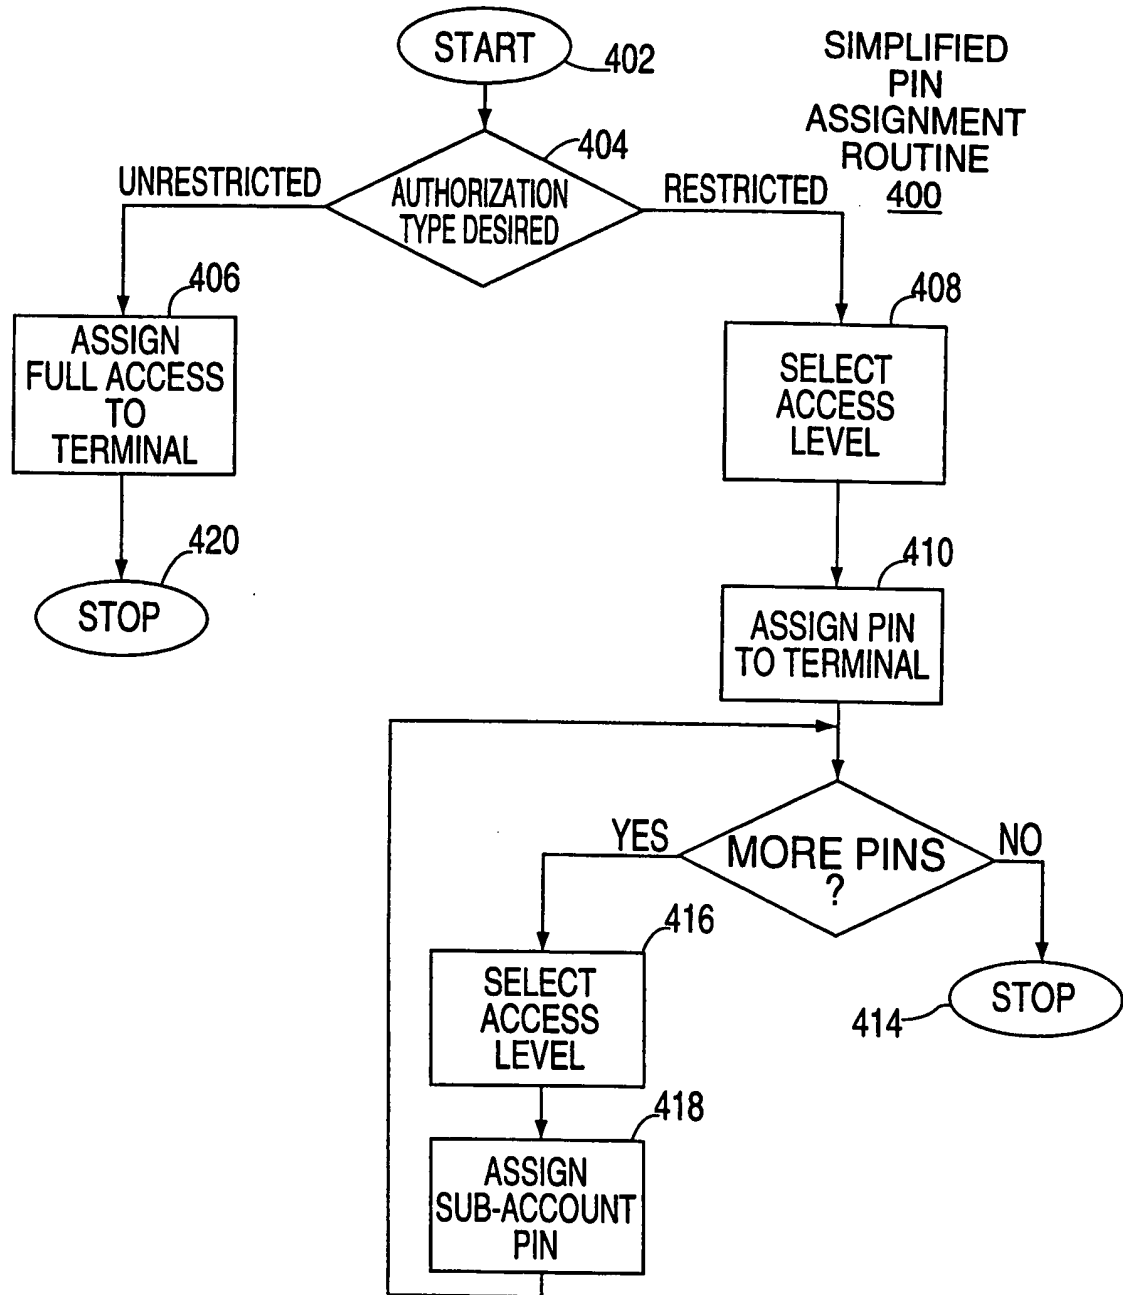 START
402
SIMPLIFIED
PIN
ASSIGNMENT
ROUTINE
400
404
UNRESTRICTED
AUTHORIZATION
TYPE DESIRED
RESTRICTED
406
ASSIGN
FULL ACCESS
TO
TERMINAL
408
SELECT
ACCESS
LEVEL
420
STOP
410
ASSIGN PIN
TO TERMINAL
YES
MORE PINS
?
NO
416
SELECT
ACCESS
LEVEL
STOP
414
418
ASSIGN
SUB-ACCOUNT
PIN